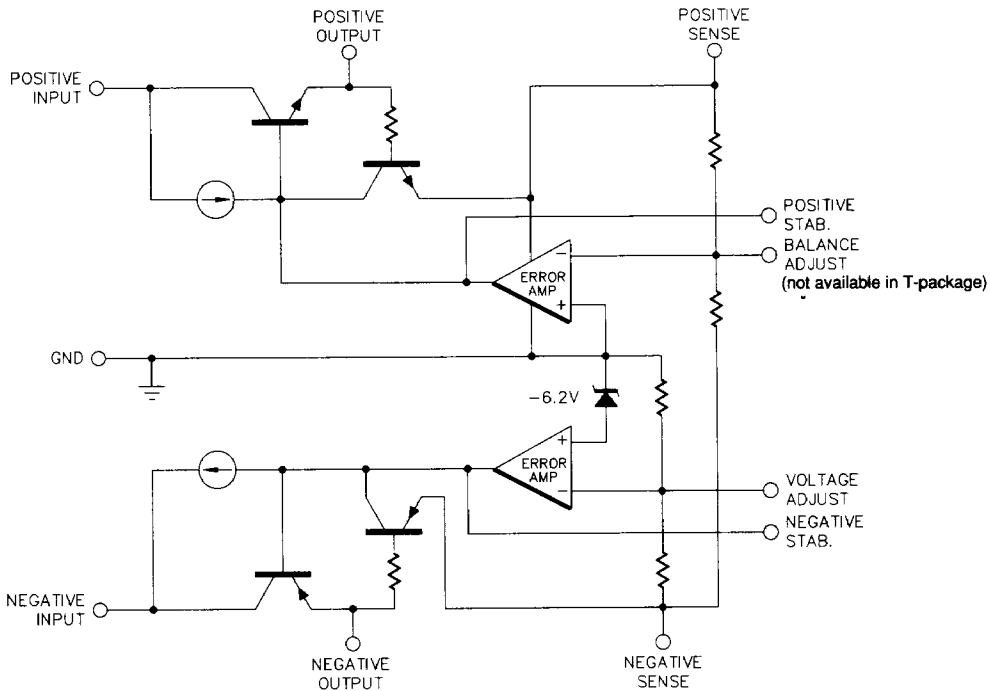 POSITIVE
OUTPUT
POSITIVE
SENSE
POSITIVE
INPUT
POSITIVE
STAB.
BALANCE
ADJUST
(not available in T-package)
−
ERROR
AMP
+
GND
−6.2V
+
ERROR
AMP
−
VOLTAGE
ADJUST
NEGATIVE
STAB.
NEGATIVE
INPUT
NEGATIVE
OUTPUT
NEGATIVE
SENSE